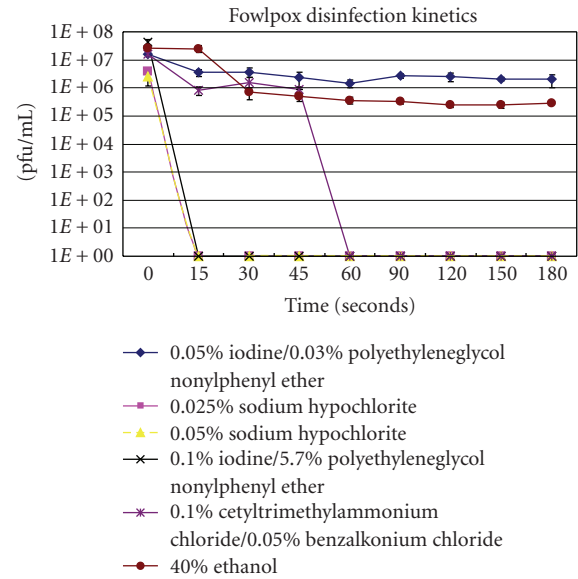 Fowlpox disinfection kinetics
1E + 08
1E + 07
1E + 06
1E + 05
1E + 04
1E + 03
1E + 02
1E + 01
1E + 00
(pfu/mL)
0 15 30 45 60 90 120 150 180
Time (seconds)
0.05% iodine/0.03% polyethyleneglycol
nonylphenyl ether
0.025% sodium hypochlorite
0.05% sodium hypochlorite
0.1% iodine/5.7% polyethyleneglycol
nonylphenyl ether
0.1% cetyltrimethylammonium
chloride/0.05% benzalkonium chloride
40% ethanol